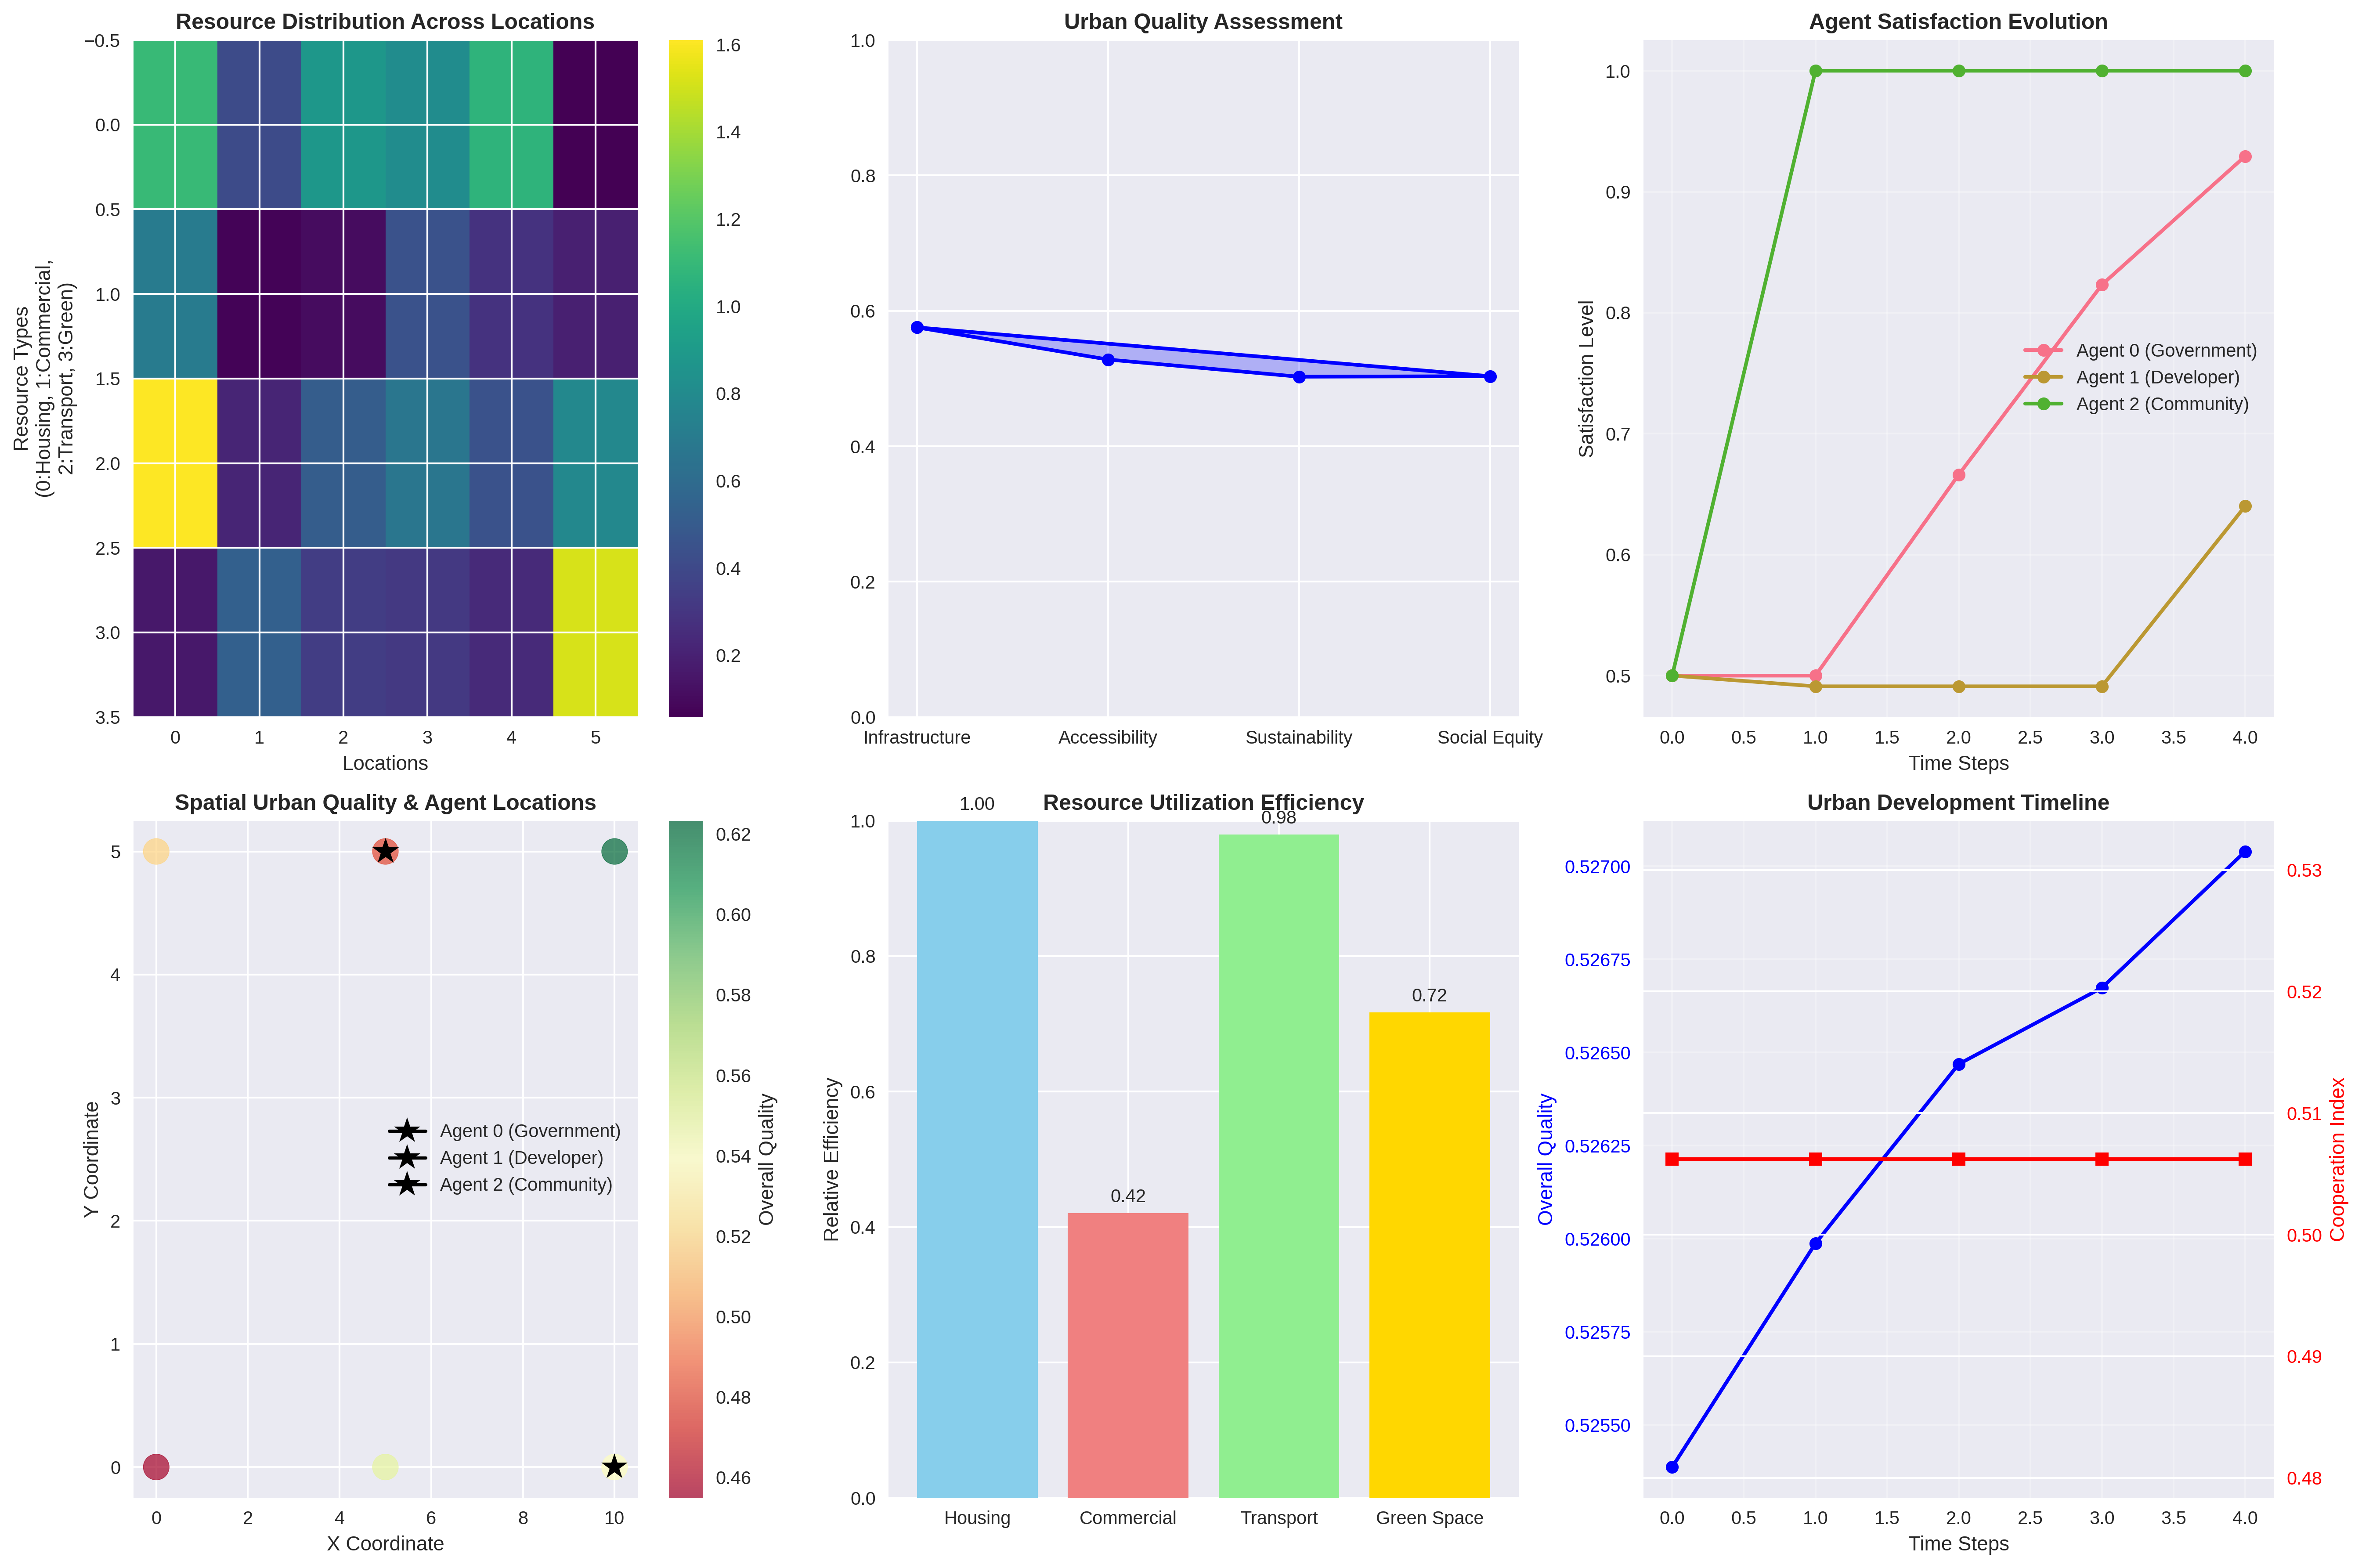 Resource Distribution Across Locations
−0.5
0.0
0.5
1.0
1.5
2.0
2.5
3.0
3.5
Resource Types
(0:Housing, 1:Commercial,
2:Transport, 3:Green)
0 1 2 3 4 5
Locations
1.6
1.4
1.2
1.0
0.8
0.6
0.4
0.2
Urban Quality Assessment
1.0
0.8
0.6
0.4
0.2
0.0
Infrastructure Accessibility Sustainability Social Equity
Agent Satisfaction Evolution
1.0
0.9
0.8
0.7
0.6
0.5
Satisfaction Level
Agent 0 (Government)
Agent 1 (Developer)
Agent 2 (Community)
0.0 0.5 1.0 1.5 2.0 2.5 3.0 3.5 4.0
Time Steps
Spatial Urban Quality & Agent Locations
5
4
3
2
1
0
Y Coordinate
Agent 0 (Government)
Agent 1 (Developer)
Agent 2 (Community)
0 2 4 6 8 10
X Coordinate
0.62
0.60
0.58
0.56
0.54
0.52
0.50
0.48
0.46
Overall Quality
Resource Utilization Efficiency
1.00
0.98
0.72
0.42
1.0
0.8
0.6
0.4
0.2
0.0
Relative Efficiency
Housing Commercial Transport Green Space
Urban Development Timeline
0.52700
0.52675
0.52650
0.52625
0.52600
0.52575
0.52550
Overall Quality
0.53
0.52
0.51
0.50
0.49
0.48
Cooperation Index
0.0 0.5 1.0 1.5 2.0 2.5 3.0 3.5 4.0
Time Steps